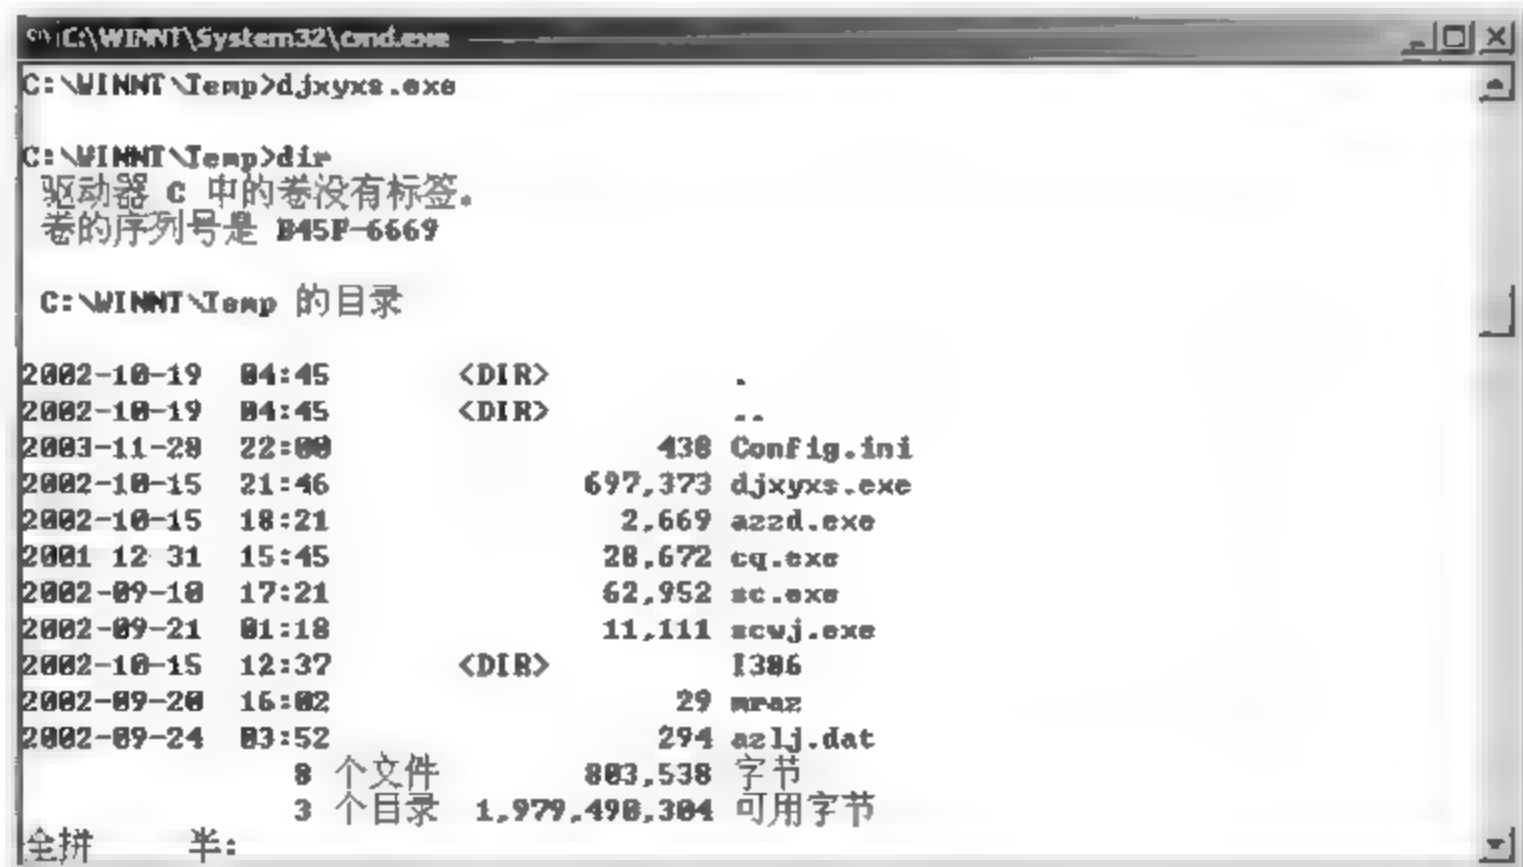 C:\WINNT\System32\cmd.exe
C:\WINNT\Temp>djxyxs.exe
C:\WINNT\Temp>dir
驱动器 C 中的卷没有标签。
卷的序列号是 B45F-6669
C:\WINNT\Temp 的目录
2002-10-19 04:45 <DIR> .
2002-10-19 04:45 <DIR> ..
2003-11-28 22:00 438 Config.ini
2002-10-15 21:46 697,373 djxyxs.exe
2002-10-15 18:21 2,669 azzd.exe
2001 12 31 15:45 28,672 cq.exe
2002-09-10 17:21 62,952 sc.exe
2002-09-21 01:18 11,111 scwj.exe
2002-10-15 12:37 <DIR> I386
2002-09-20 16:02 29 mraz
2002-09-24 03:52 294 azlj.dat
8 个文件 803,538 字节
3 个目录 1,979,490,304 可用字节
全拼 半: